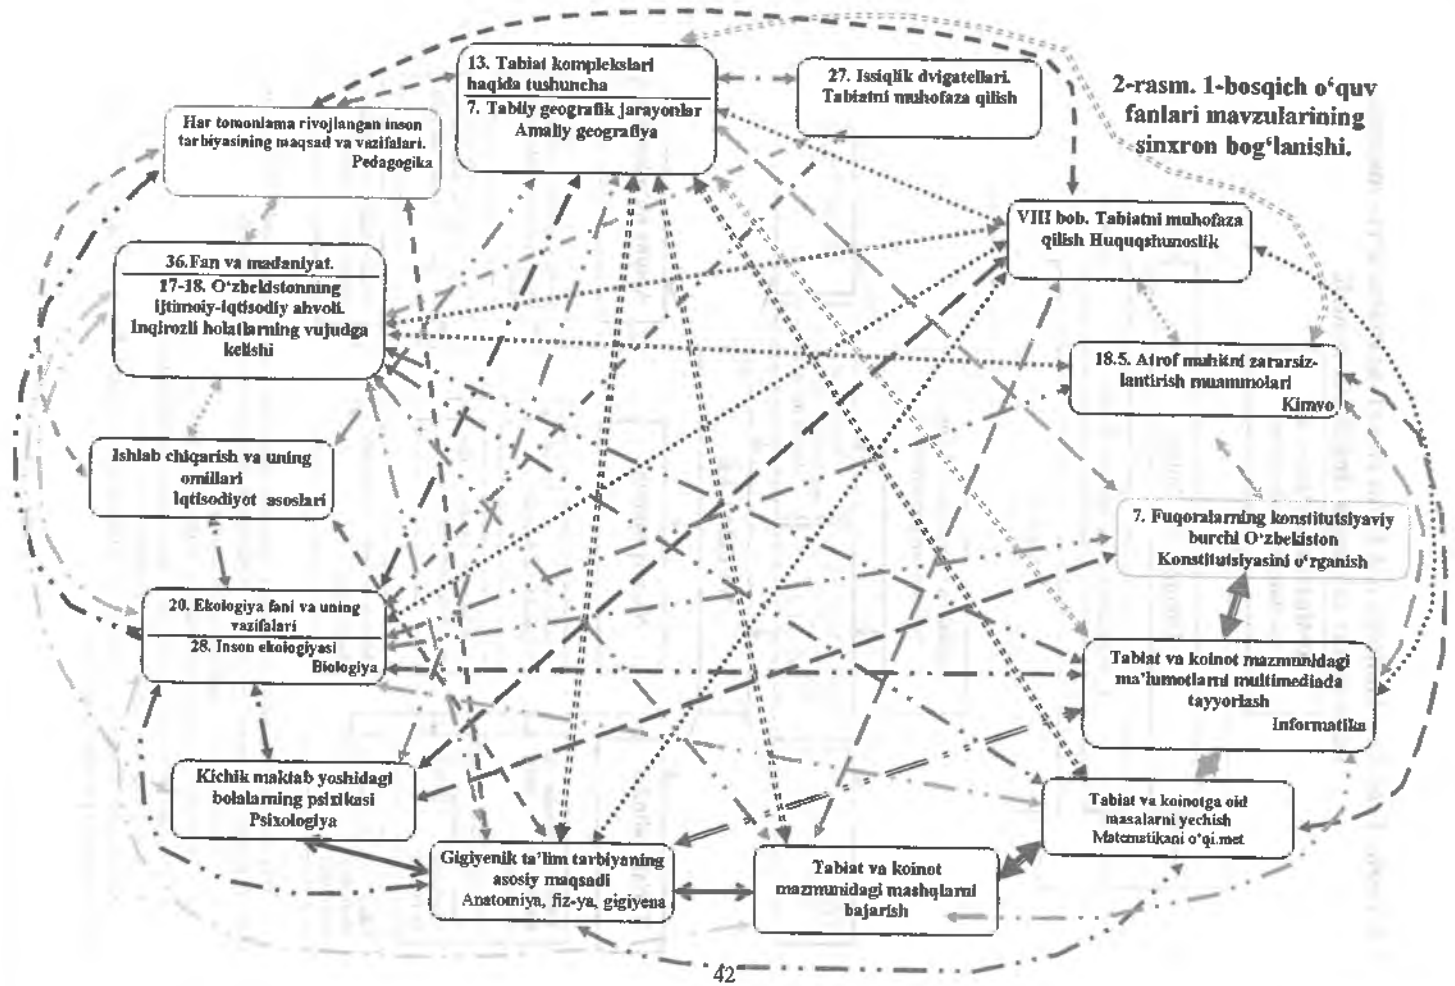 13. Tabiat komplekslari
haqida tushuncha
7. Tabiiy geografik jarayonlar
Amaliy geografiya
27. Issiqlik dvigatellari.
Tabiatni muhofaza qilish
2-rasm. 1-bosqich o‘quv
fanlari mavzularining
sinxron bog‘lanishi.
Har tomonlama rivojlangan inson
tarbiyasining maqsad va vazifalari.
Pedagogika
VIII bob. Tabiatni muhofaza
qilish Huquqshunoslik
36.Fan va madaniyat.
17-18. O‘zbekistonning
ijtimoiy-iqtisodiy ahvoli.
Inqirozli holatlarning vujudga
kelishi
18.5. Atrof muhitni zararsiz-
lantirish muammolari
Kimyo
Ishlab chiqarish va uning
omillari
Iqtisodiyot asoslari
7. Fuqoralarning konstitutsiyaviy
burchi O‘zbekiston
Konstitutsiyasini o‘rganish
20. Ekologiya fani va uning
vazifalari
28. Inson ekologiyasi
Biologiya
Tabiat va koinot mazmunidagi
ma’lumotlarni multimediada
tayyorlash
Informatika
Kichik maktab yoshidagi
bolalarning psixikasi
Psixologiya
Tabiat va koinotga oid
masalarni yechish
Matematikani o‘qi.met
Gigiyenik ta’lim tarbiyaning
asosiy maqsadi
Anatomiya, fiz-ya, gigiyena
Tabiat va koinot
mazmunidagi mashqlarni
bajarish
42